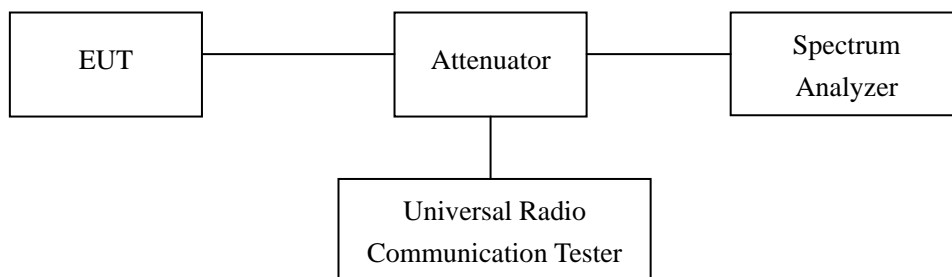 EUT
Attenuator
Spectrum
Analyzer
Universal Radio
Communication Tester